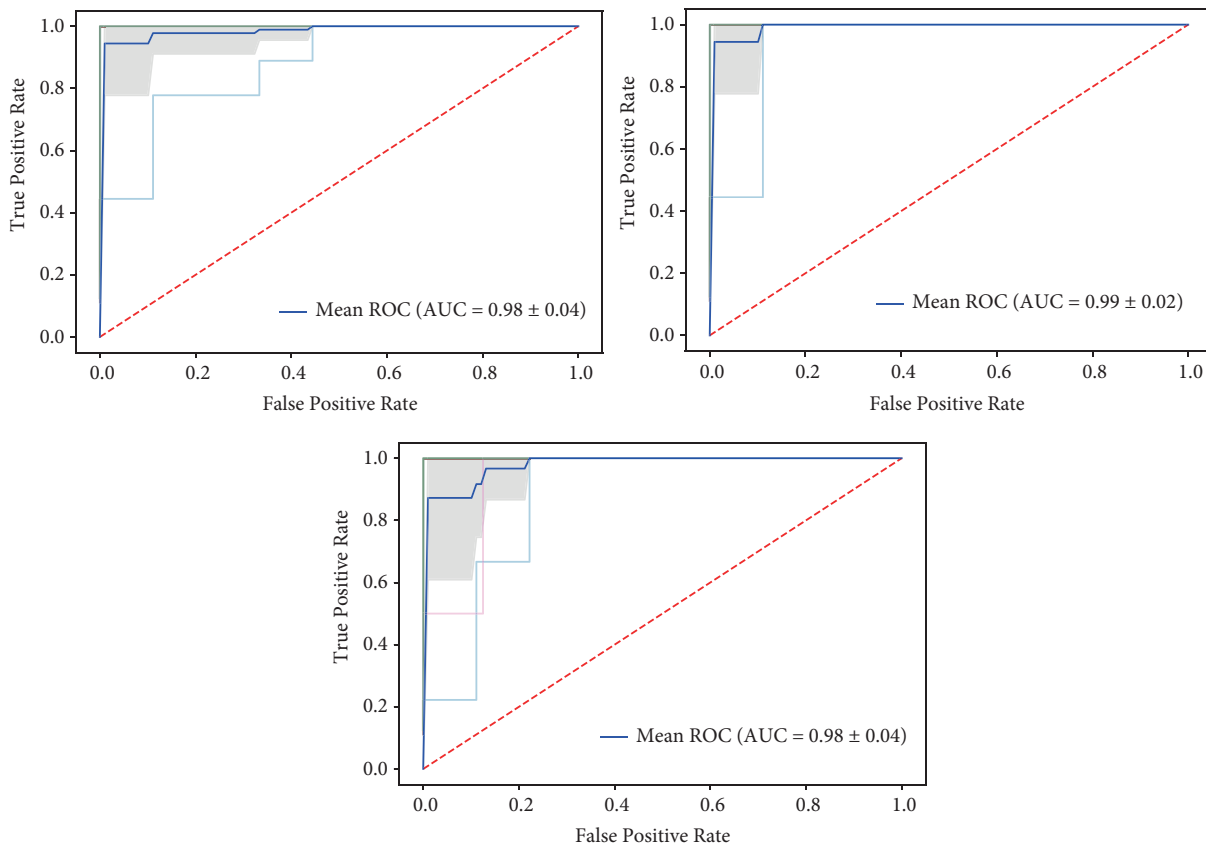 1.0
0.8
0.6
0.4
0.2
0.0
True Positive Rate
Mean ROC (AUC = 0.98 ± 0.04)
0.0 0.2 0.4 0.6 0.8 1.0
False Positive Rate
1.0
0.8
0.6
0.4
0.2
0.0
True Positive Rate
Mean ROC (AUC = 0.99 ± 0.02)
0.0 0.2 0.4 0.6 0.8 1.0
False Positive Rate
1.0
0.8
0.6
0.4
0.2
0.0
True Positive Rate
Mean ROC (AUC = 0.98 ± 0.04)
0.0 0.2 0.4 0.6 0.8 1.0
False Positive Rate